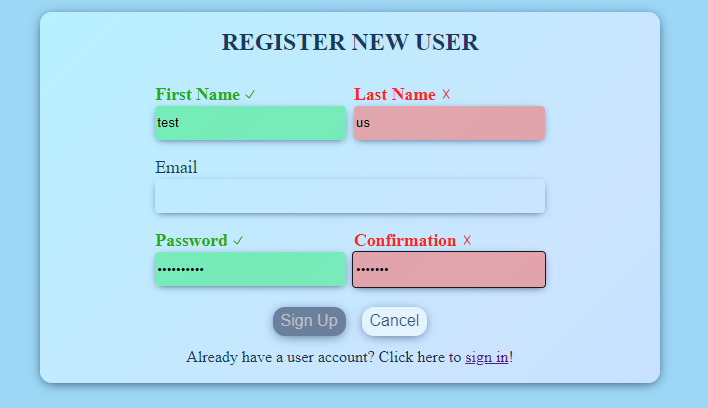 REGISTER NEW USER
First Name ✓ Last Name ✗
test us
Email
Password ✓ Confirmation ✗
•••••••••• •••••••
Sign Up Cancel
Already have a user account? Click here to sign in!